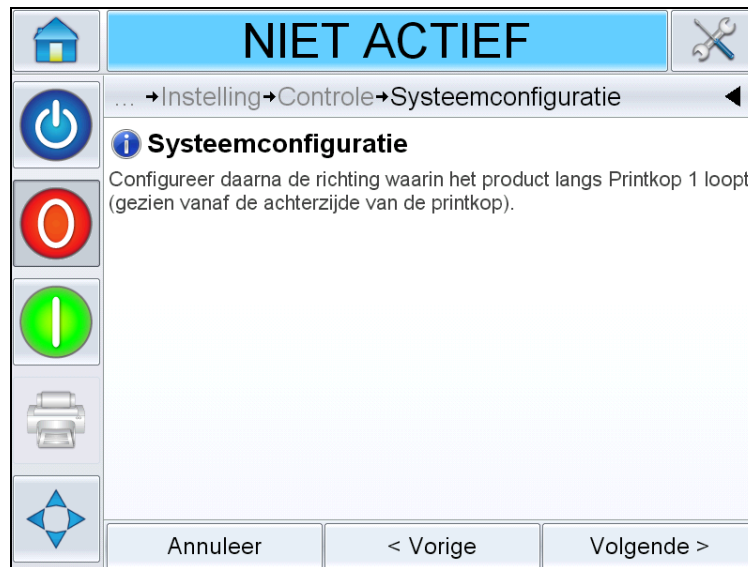 NIET ACTIEF
... →Instelling→Controle→Systeemconfiguratie
Systeemconfiguratie
Configureer daarna de richting waarin het product langs Printkop 1 loopt
(gezien vanaf de achterzijde van de printkop).
Annuleer
< Vorige
Volgende >